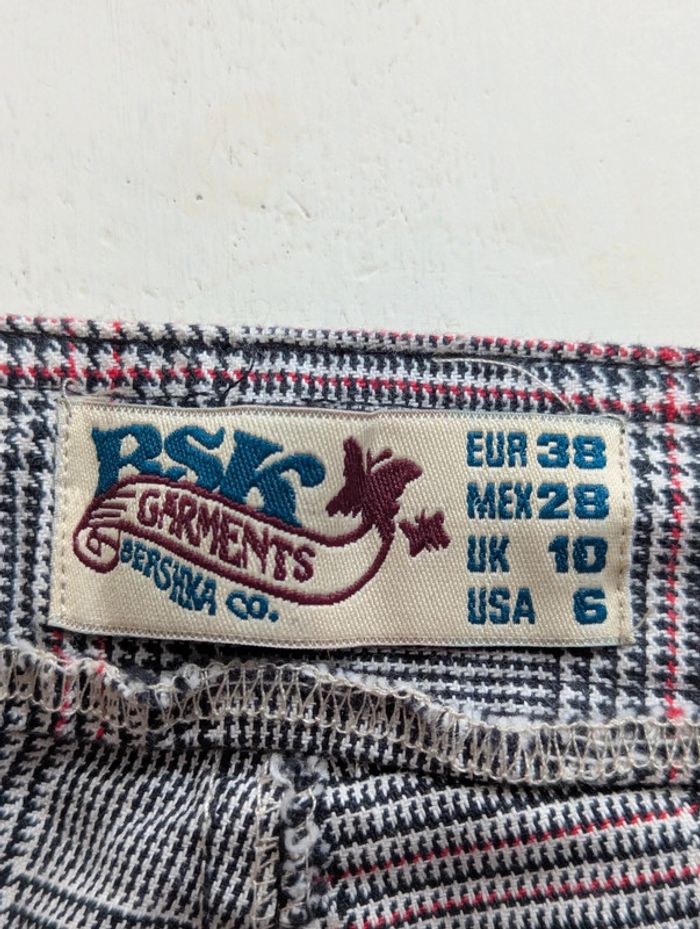 BSK
GARMENTS
BERSHKA CO.
EUR 38
MEX 28
UK 10
USA 6